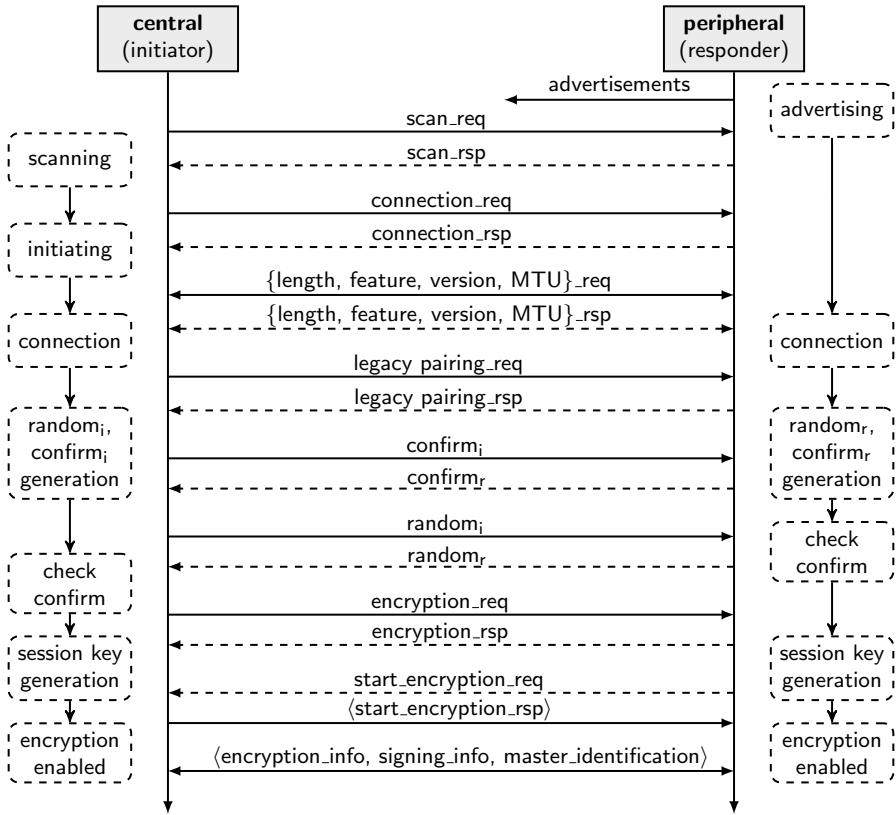 central
(initiator)
peripheral
(responder)
advertisements
advertising
scan_req
scan_rsp
scanning
connection_req
connection_rsp
initiating
{length, feature, version, MTU}_req
{length, feature, version, MTU}_rsp
connection
connection
legacy pairing_req
legacy pairing_rsp
randomᵢ,
confirmᵢ
generation
randomᵣ,
confirmᵣ
generation
confirmᵢ
confirmᵣ
randomᵢ
randomᵣ
check
confirm
check
confirm
encryption_req
encryption_rsp
session key
generation
session key
generation
start_encryption_req
⟨start_encryption_rsp⟩
encryption
enabled
encryption
enabled
⟨encryption_info, signing_info, master_identification⟩